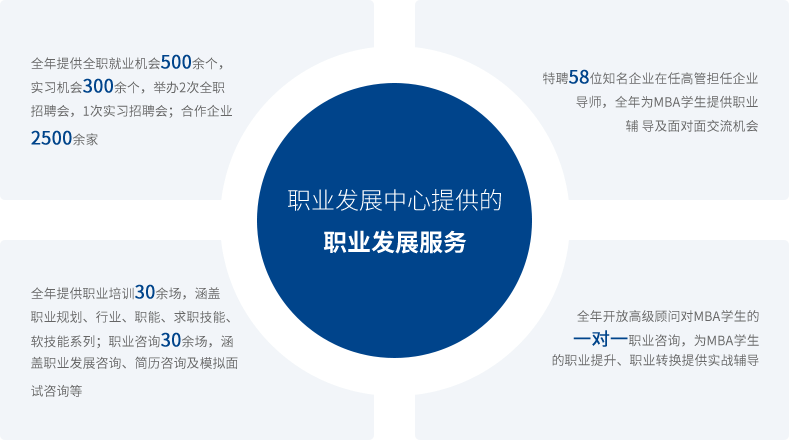 全年提供全职就业机会500余个，
实习机会300余个，举办2次全职
招聘会，1次实习招聘会；合作企业
2500余家
特聘58位知名企业在任高管担任企业
导师，全年为MBA学生提供职业
辅 导及面对面交流机会
职业发展中心提供的
职业发展服务
全年提供职业培训30余场，涵盖
职业规划、行业、职能、求职技能、
软技能系列；职业咨询30余场，涵
盖职业发展咨询、简历咨询及模拟面
试咨询等
全年开放高级顾问对MBA学生的
一对一职业咨询，为MBA学生
的职业提升、职业转换提供实战辅导